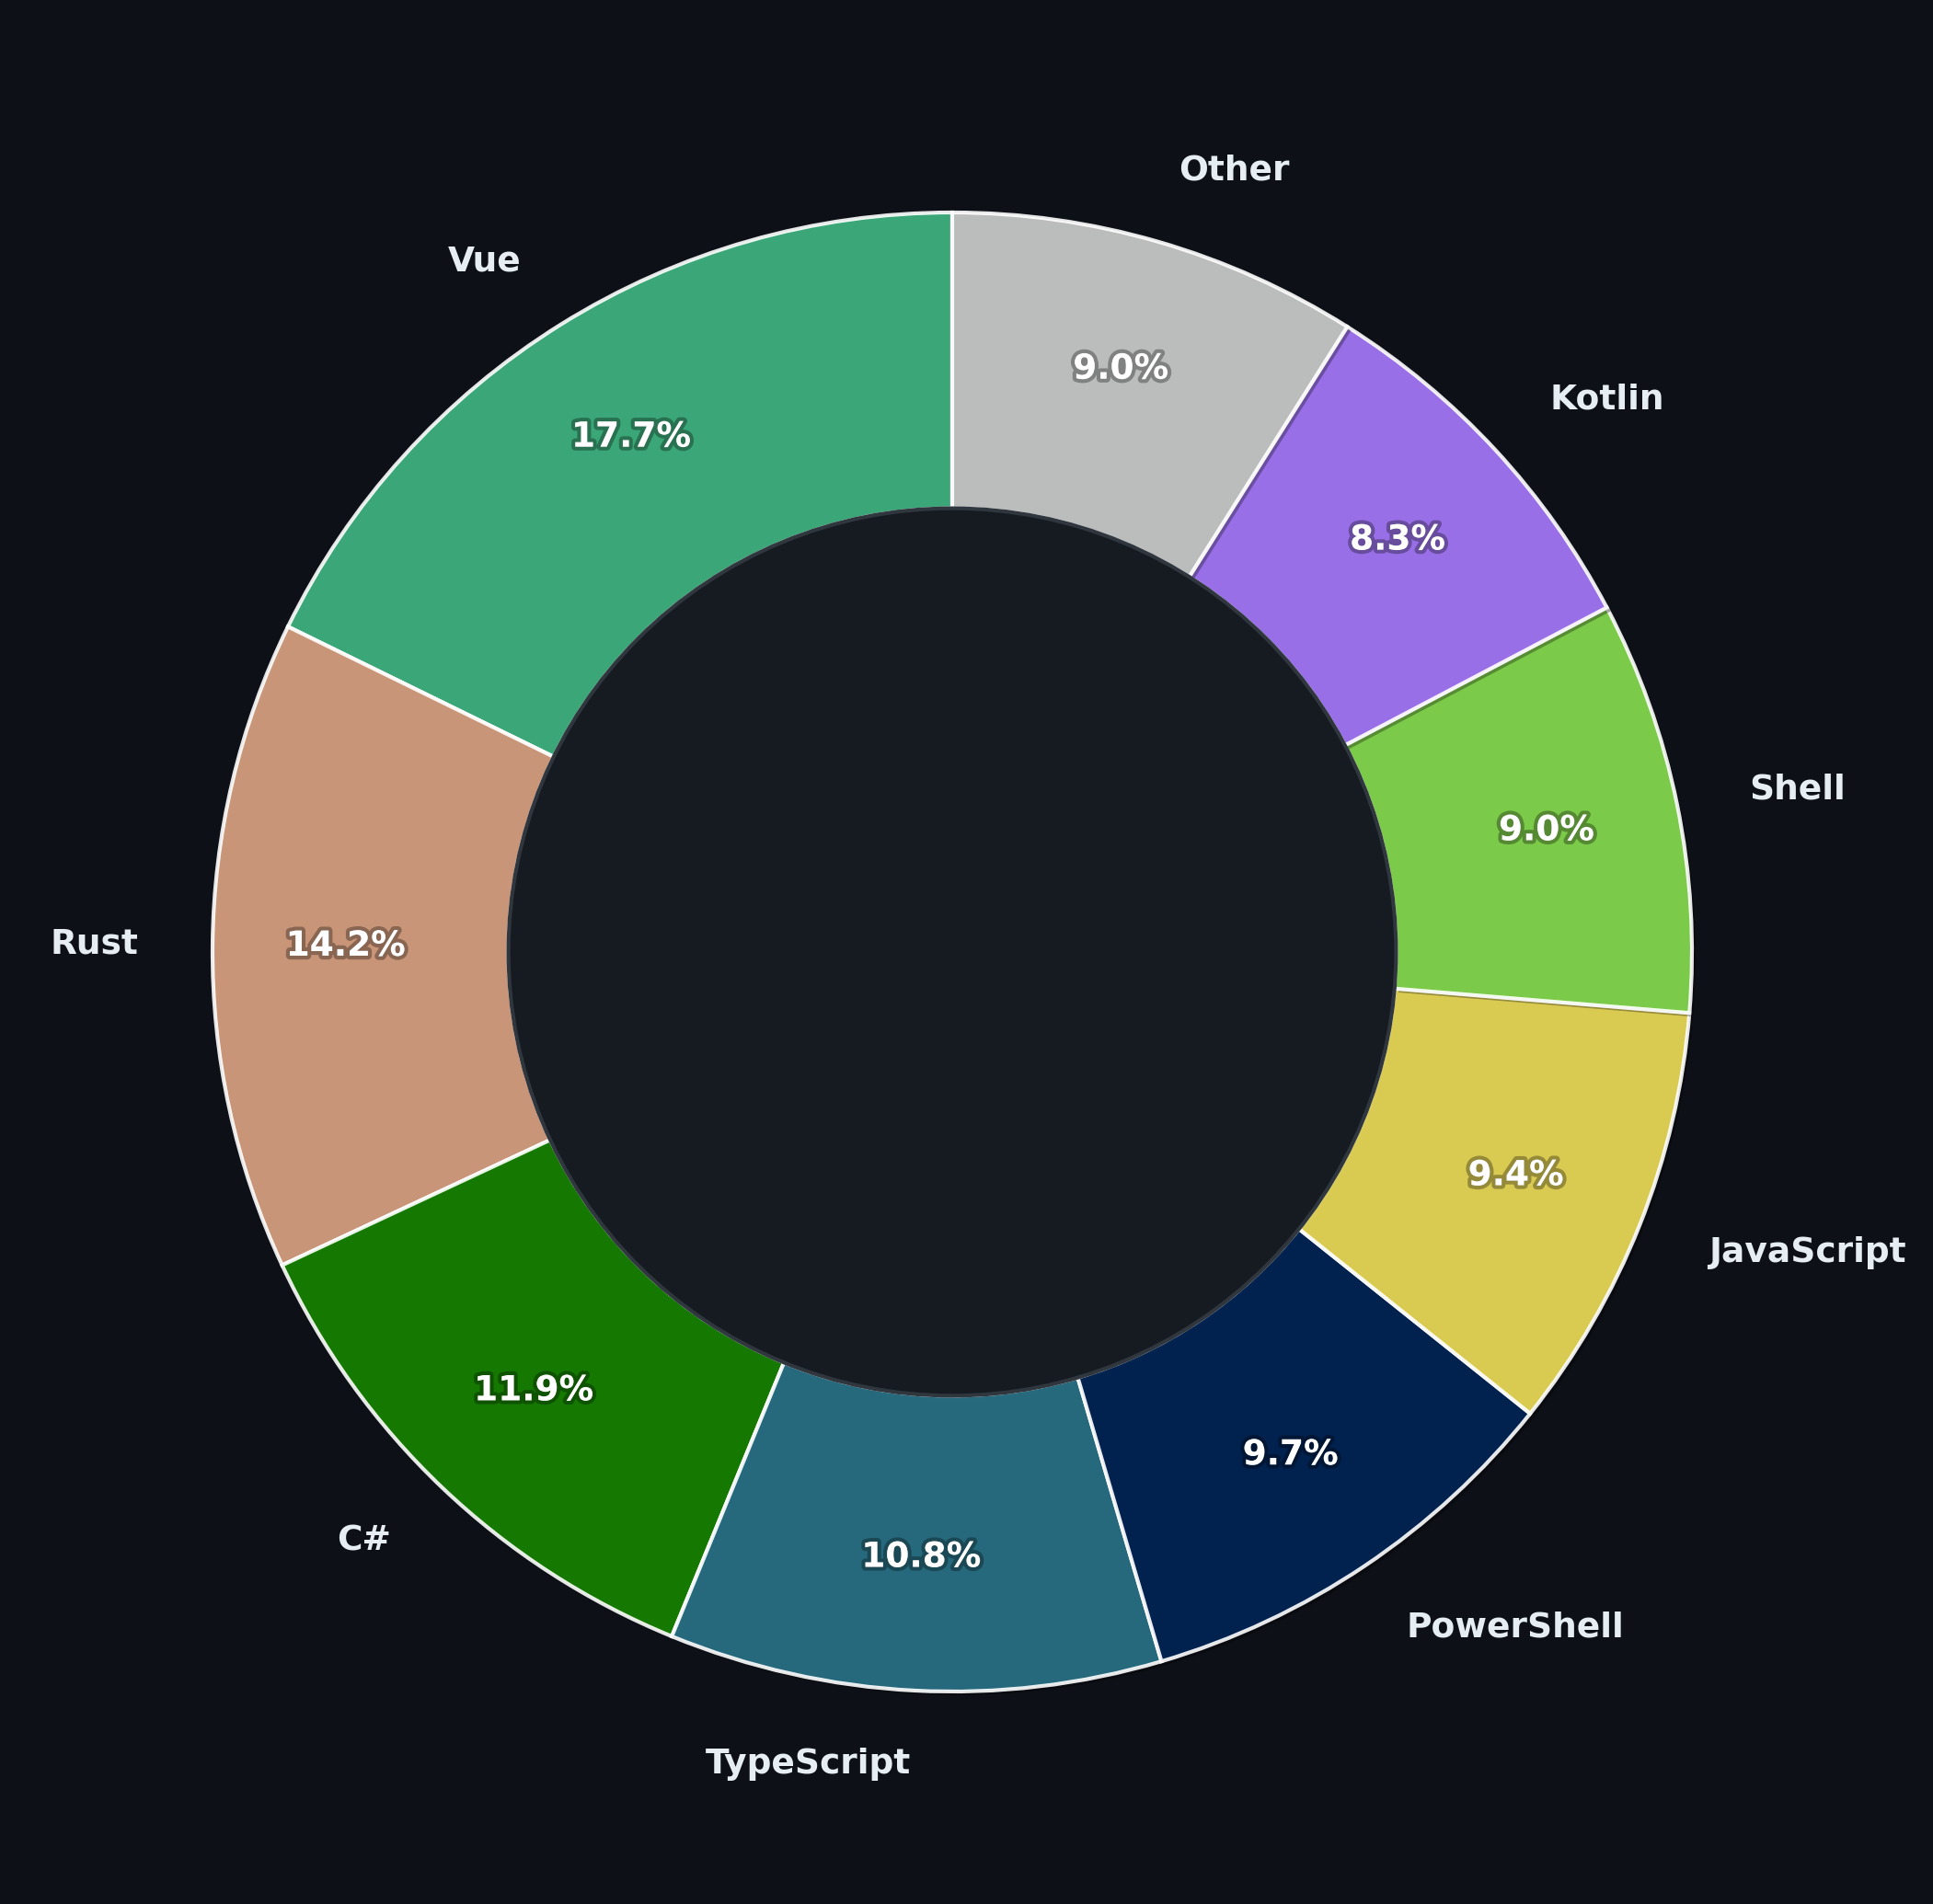 Other
Vue
9.0%
Kotlin
17.7%
8.3%
Shell
9.0%
Rust
14.2%
9.4%
JavaScript
11.9%
9.7%
C#
10.8%
PowerShell
TypeScript